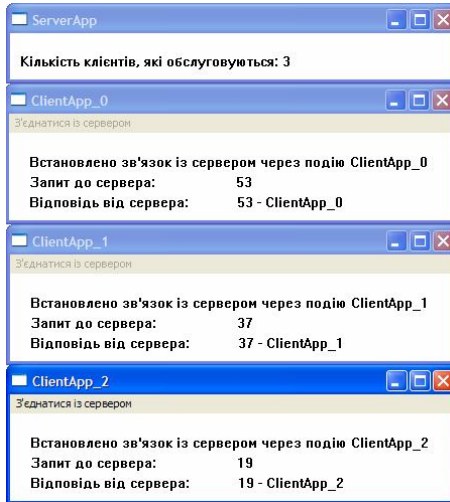 ServerApp
Кількість клієнтів, які обслуговуються: 3
ClientApp_0
З'єднатися із сервером
Встановлено зв'язок із сервером через подію ClientApp_0
Запит до сервера: 53
Відповідь від сервера: 53 - ClientApp_0
ClientApp_1
З'єднатися із сервером
Встановлено зв'язок із сервером через подію ClientApp_1
Запит до сервера: 37
Відповідь від сервера: 37 - ClientApp_1
ClientApp_2
З'єднатися із сервером
Встановлено зв'язок із сервером через подію ClientApp_2
Запит до сервера: 19
Відповідь від сервера: 19 - ClientApp_2